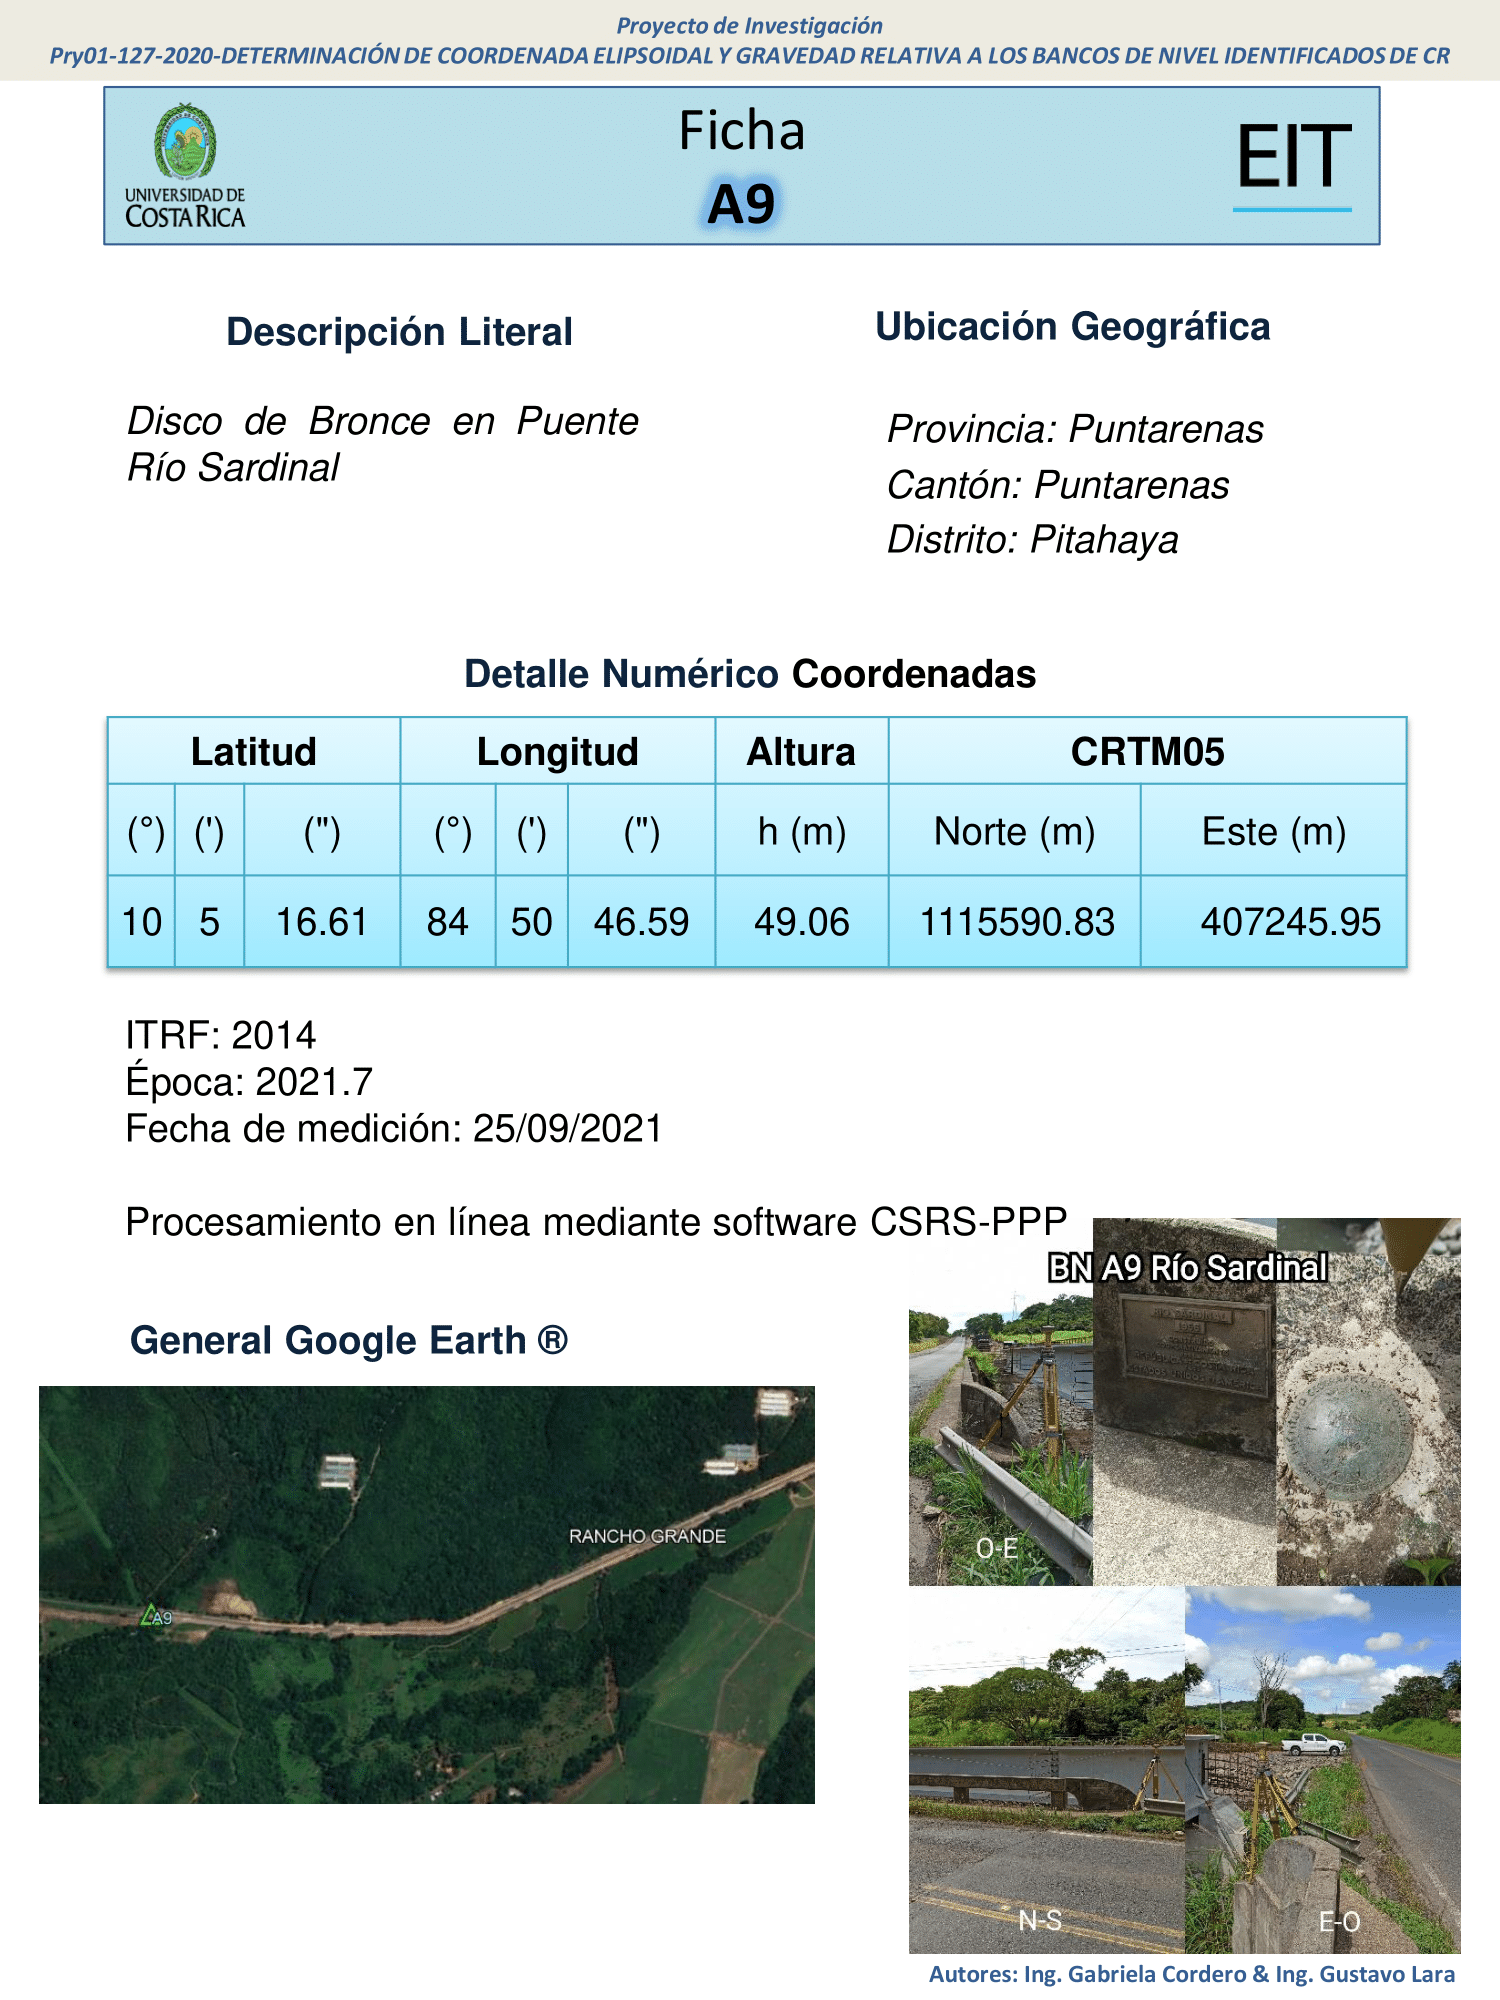 Proyecto de Investigación
Pry01-127-2020-DETERMINACIÓN DE COORDENADA ELIPSOIDAL Y GRAVEDAD RELATIVA A LOS BANCOS DE NIVEL IDENTIFICADOS DE CR
UNIVERSIDAD DE
COSTA RICA
Ficha
A9
EIT
Descripción Literal
Disco de Bronce en Puente
Río Sardinal
Ubicación Geográfica
Provincia: Puntarenas
Cantón: Puntarenas
Distrito: Pitahaya
Detalle Numérico Coordenadas
Latitud Longitud Altura CRTM05
(°) (') (") (°) (') (") h (m) Norte (m) Este (m)
10 5 16.61 84 50 46.59 49.06 1115590.83 407245.95
ITRF: 2014
Época: 2021.7
Fecha de medición: 25/09/2021
Procesamiento en línea mediante software CSRS-PPP
General Google Earth ®
RANCHO GRANDE
A9
BN A9 Río Sardinal
O-E
N-S
E-O
Autores: Ing. Gabriela Cordero & Ing. Gustavo Lara